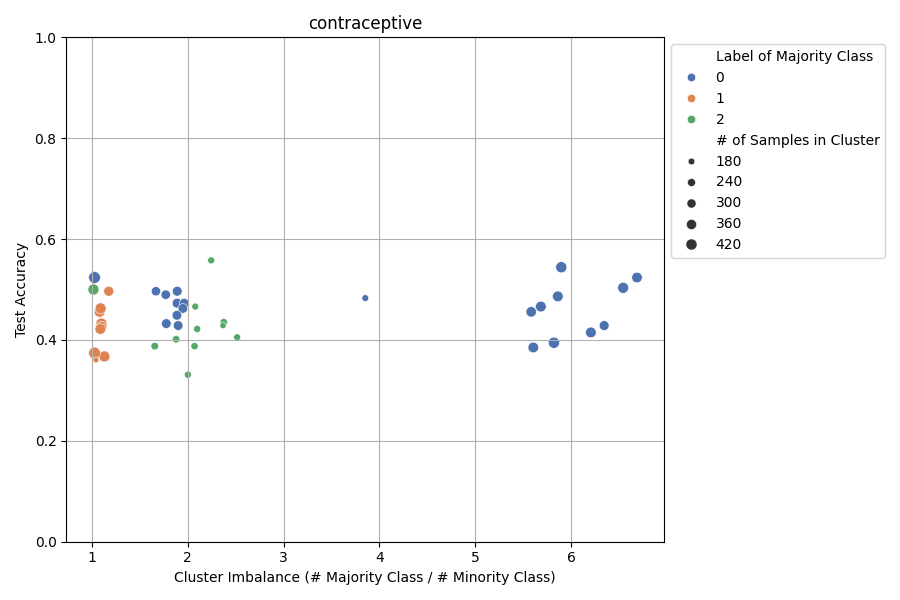 contraceptive
1.0
0.8
0.6
0.4
0.2
0.0
Test Accuracy
1 2 3 4 5 6
Cluster Imbalance (# Majority Class / # Minority Class)
Label of Majority Class
0
1
2
# of Samples in Cluster
180
240
300
360
420